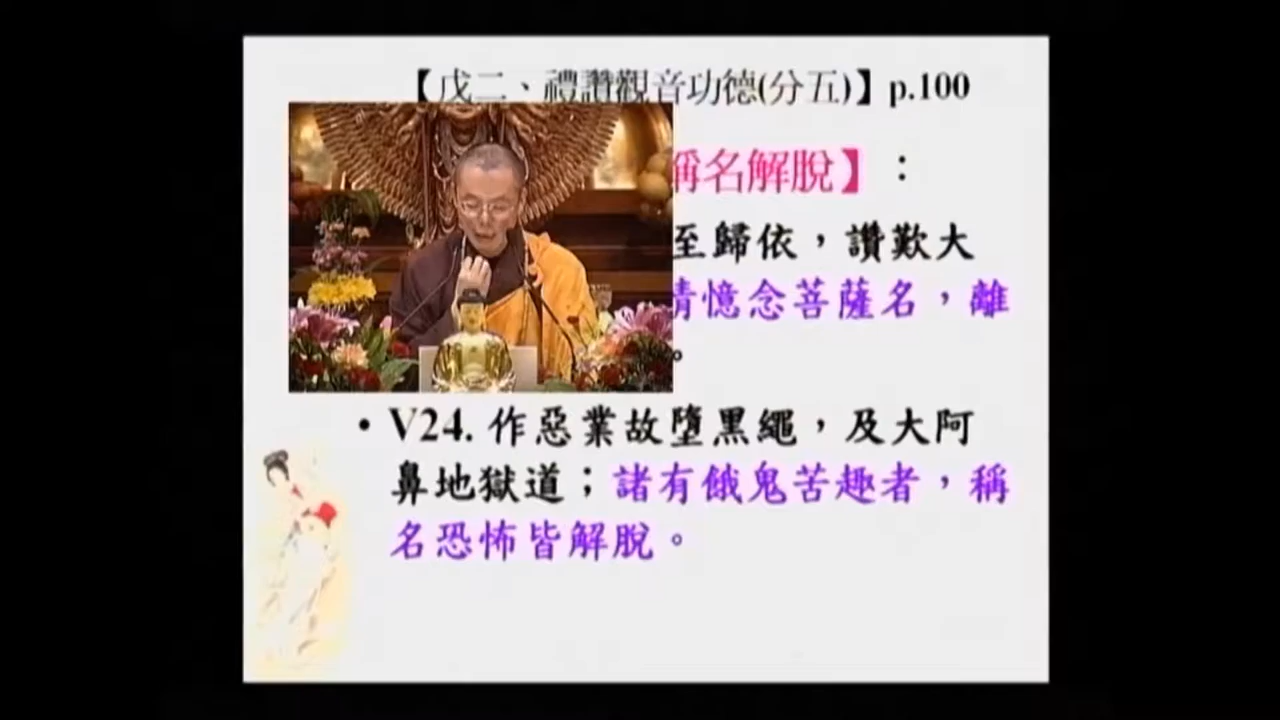 【戊二、禮讚觀音功德(分五)】p.100
稱名解脫】：
至歸依，讚歎大
情憶念菩薩名，離
。
• V24. 作惡業故墮黑繩，及大阿
鼻地獄道；諸有餓鬼苦趣者，稱
名恐怖皆解脫。